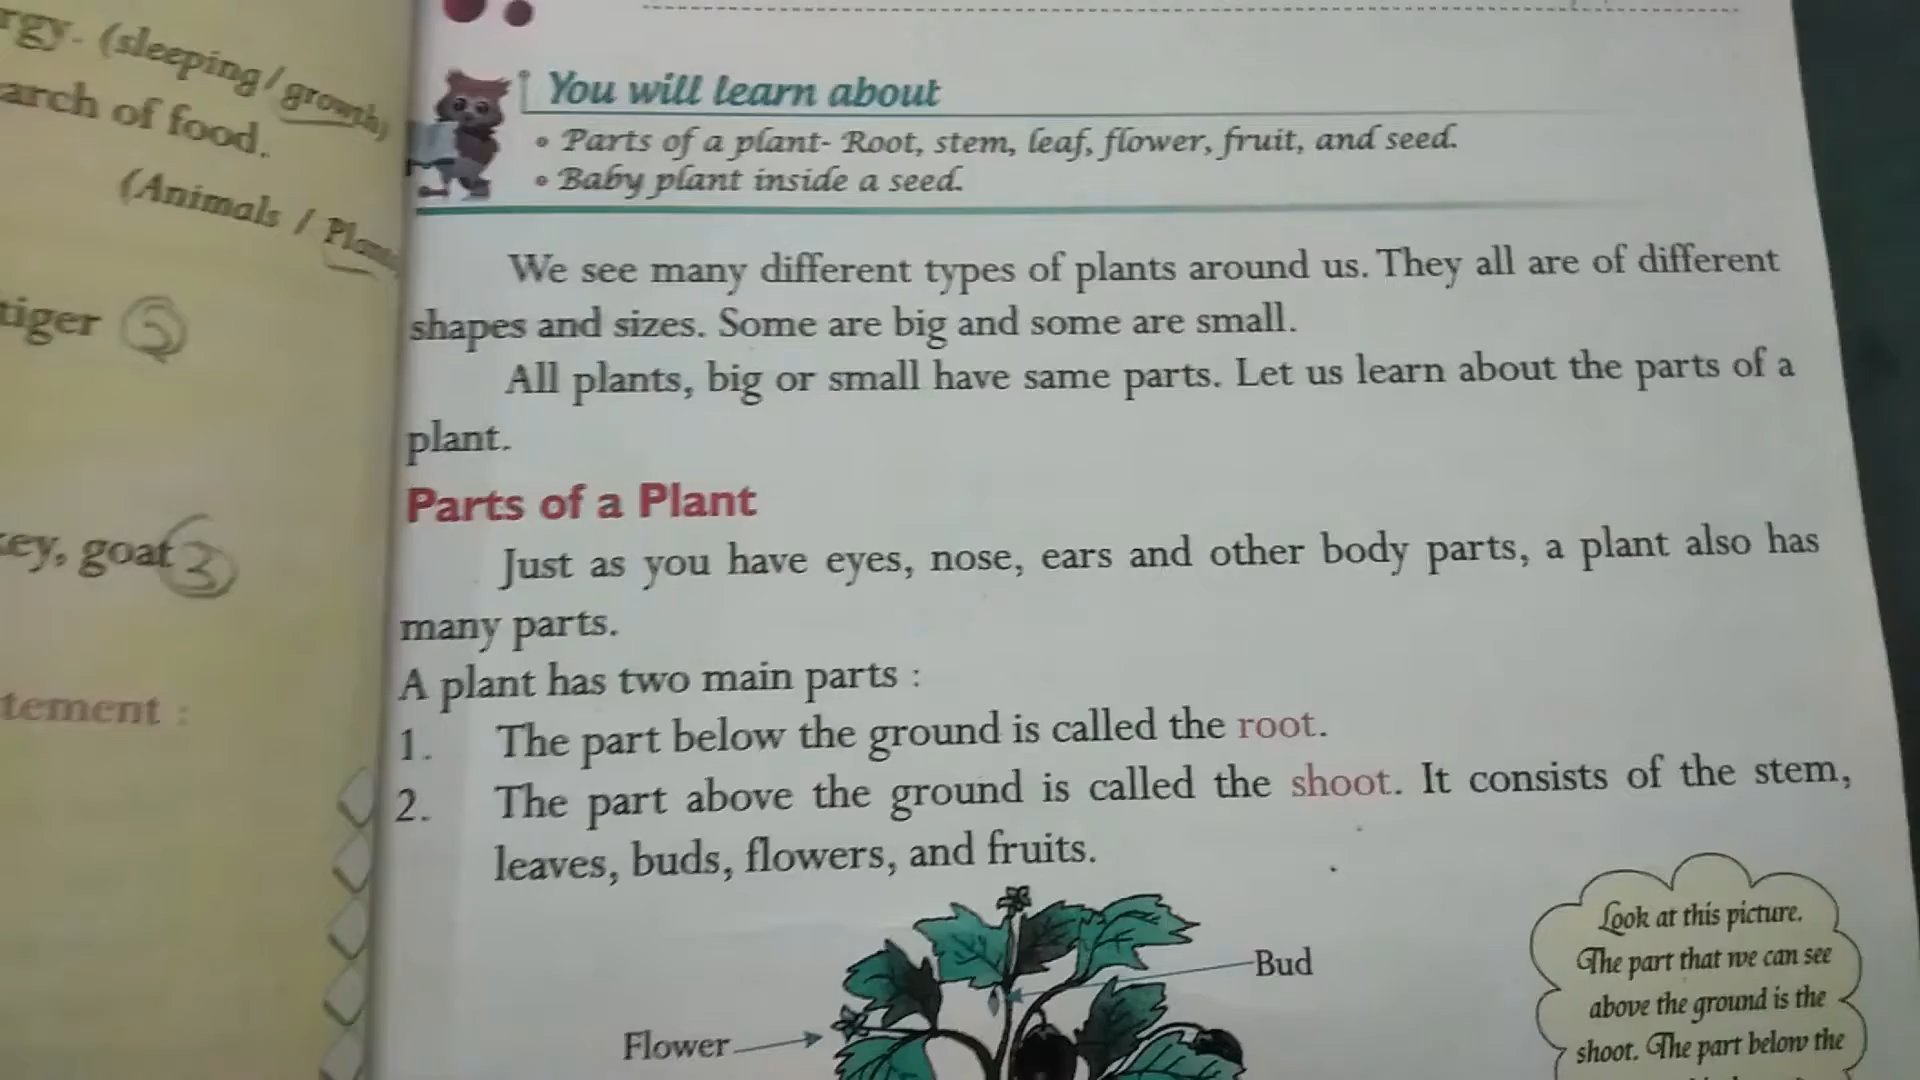 rgy. (sleeping / growth)
arch of food.
(Animals / Plant
tiger 5
ey, goat 3
tement :
You will learn about
• Parts of a plant- Root, stem, leaf, flower, fruit, and seed.
• Baby plant inside a seed.
We see many different types of plants around us. They all are of different
shapes and sizes. Some are big and some are small.
All plants, big or small have same parts. Let us learn about the parts of a
plant.
Parts of a Plant
Just as you have eyes, nose, ears and other body parts, a plant also has
many parts.
A plant has two main parts :
1. The part below the ground is called the root.
2. The part above the ground is called the shoot. It consists of the stem,
leaves, buds, flowers, and fruits.
Bud
Flower
Look at this picture.
The part that we can see
above the ground is the
shoot. The part below the